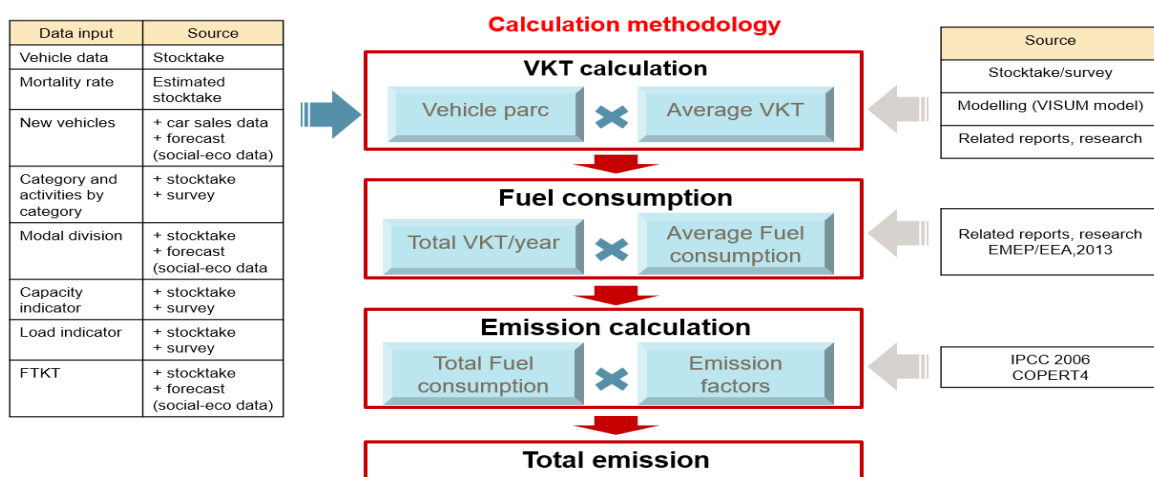 Calculation methodology
Data input Source
Vehicle data Stocktake
Mortality rate Estimated
stocktake
New vehicles + car sales data
+ forecast
(social-eco data)
Category and + stocktake
activities by + survey
category
Modal division + stocktake
+ forecast
(social-eco data
Capacity + stocktake
indicator + survey
Load indicator + stocktake
+ survey
FTKT + stocktake
+ forecast
(social-eco data)
VKT calculation
Vehicle parc × Average VKT
Fuel consumption
Total VKT/year × Average Fuel
consumption
Emission calculation
Total Fuel × Emission
consumption factors
Total emission
Source
Stocktake/survey
Modelling (VISUM model)
Related reports, research
Related reports, research
EMEP/EEA,2013
IPCC 2006
COPERT4